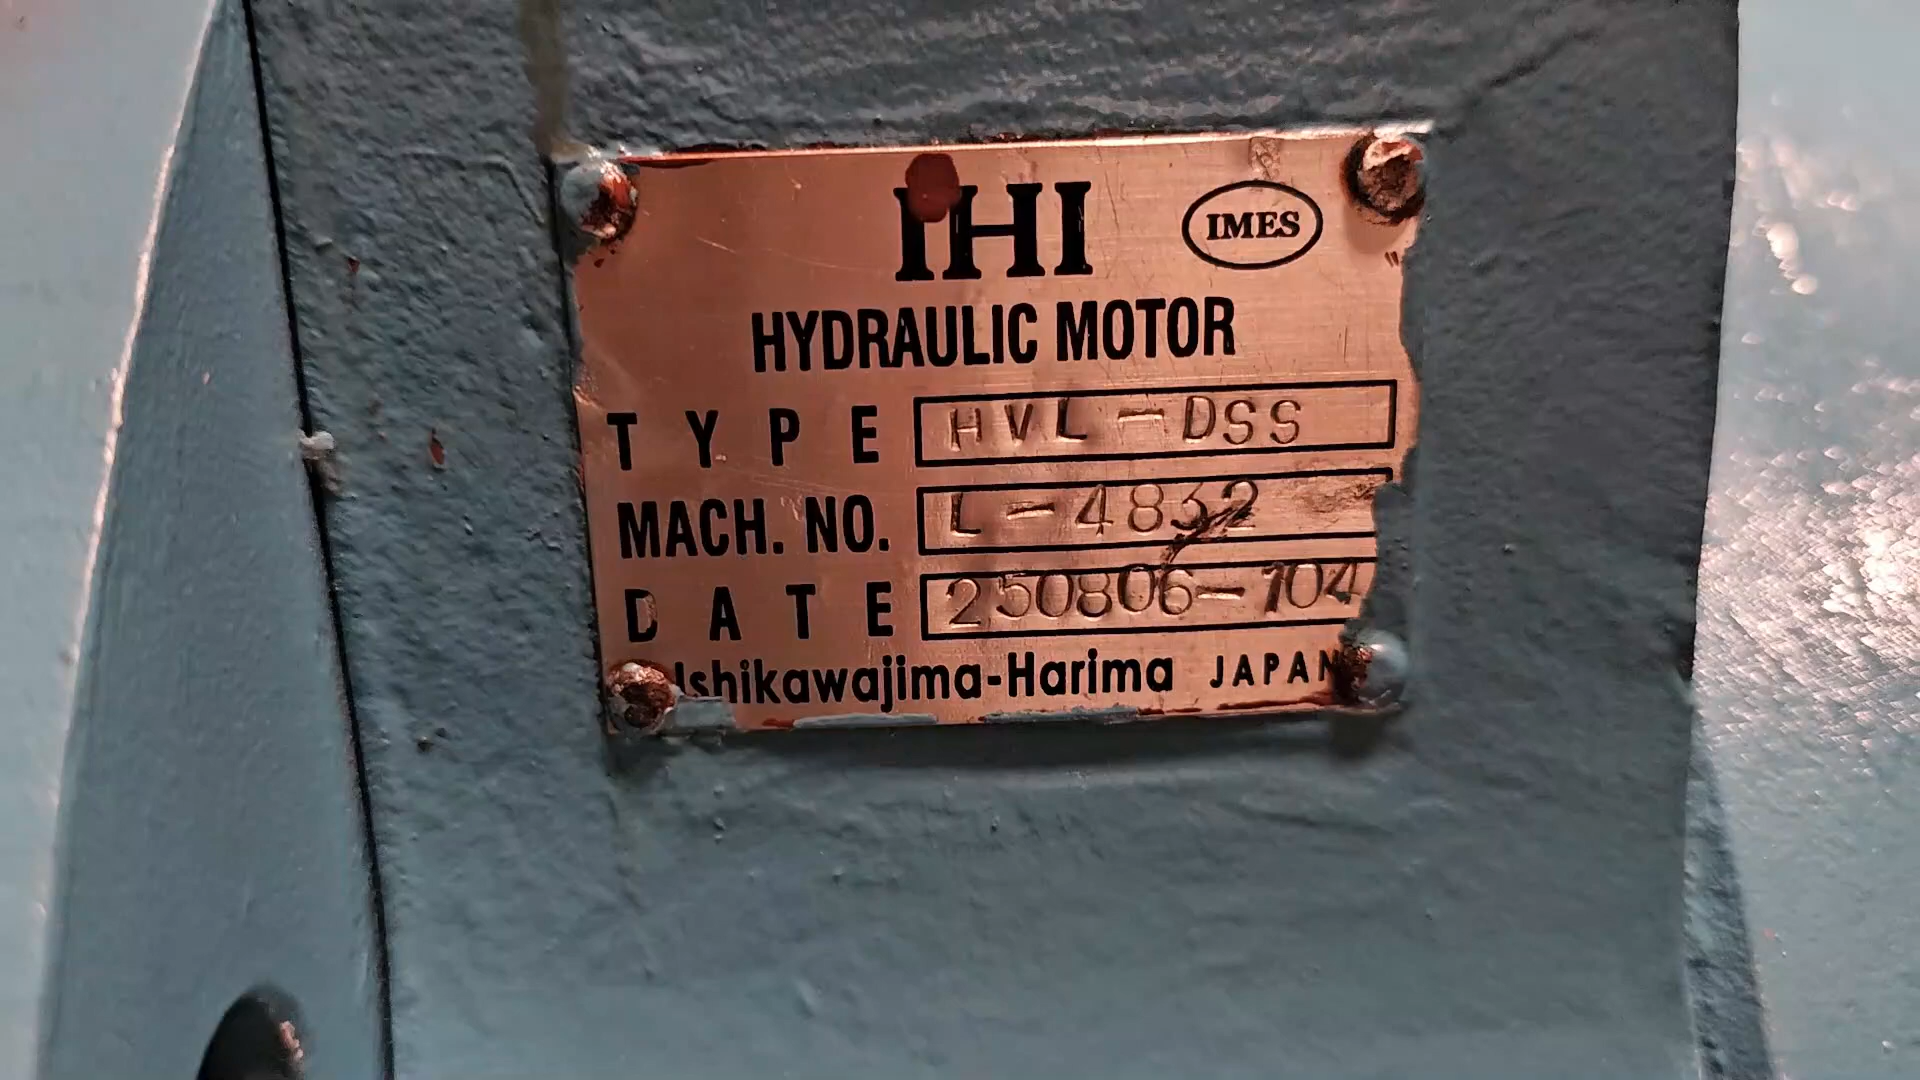 IHI IMES
HYDRAULIC MOTOR
TYPE HVL-DSS
MACH. NO. L-4832
DATE 250806-104
Ishikawajima-Harima JAPAN